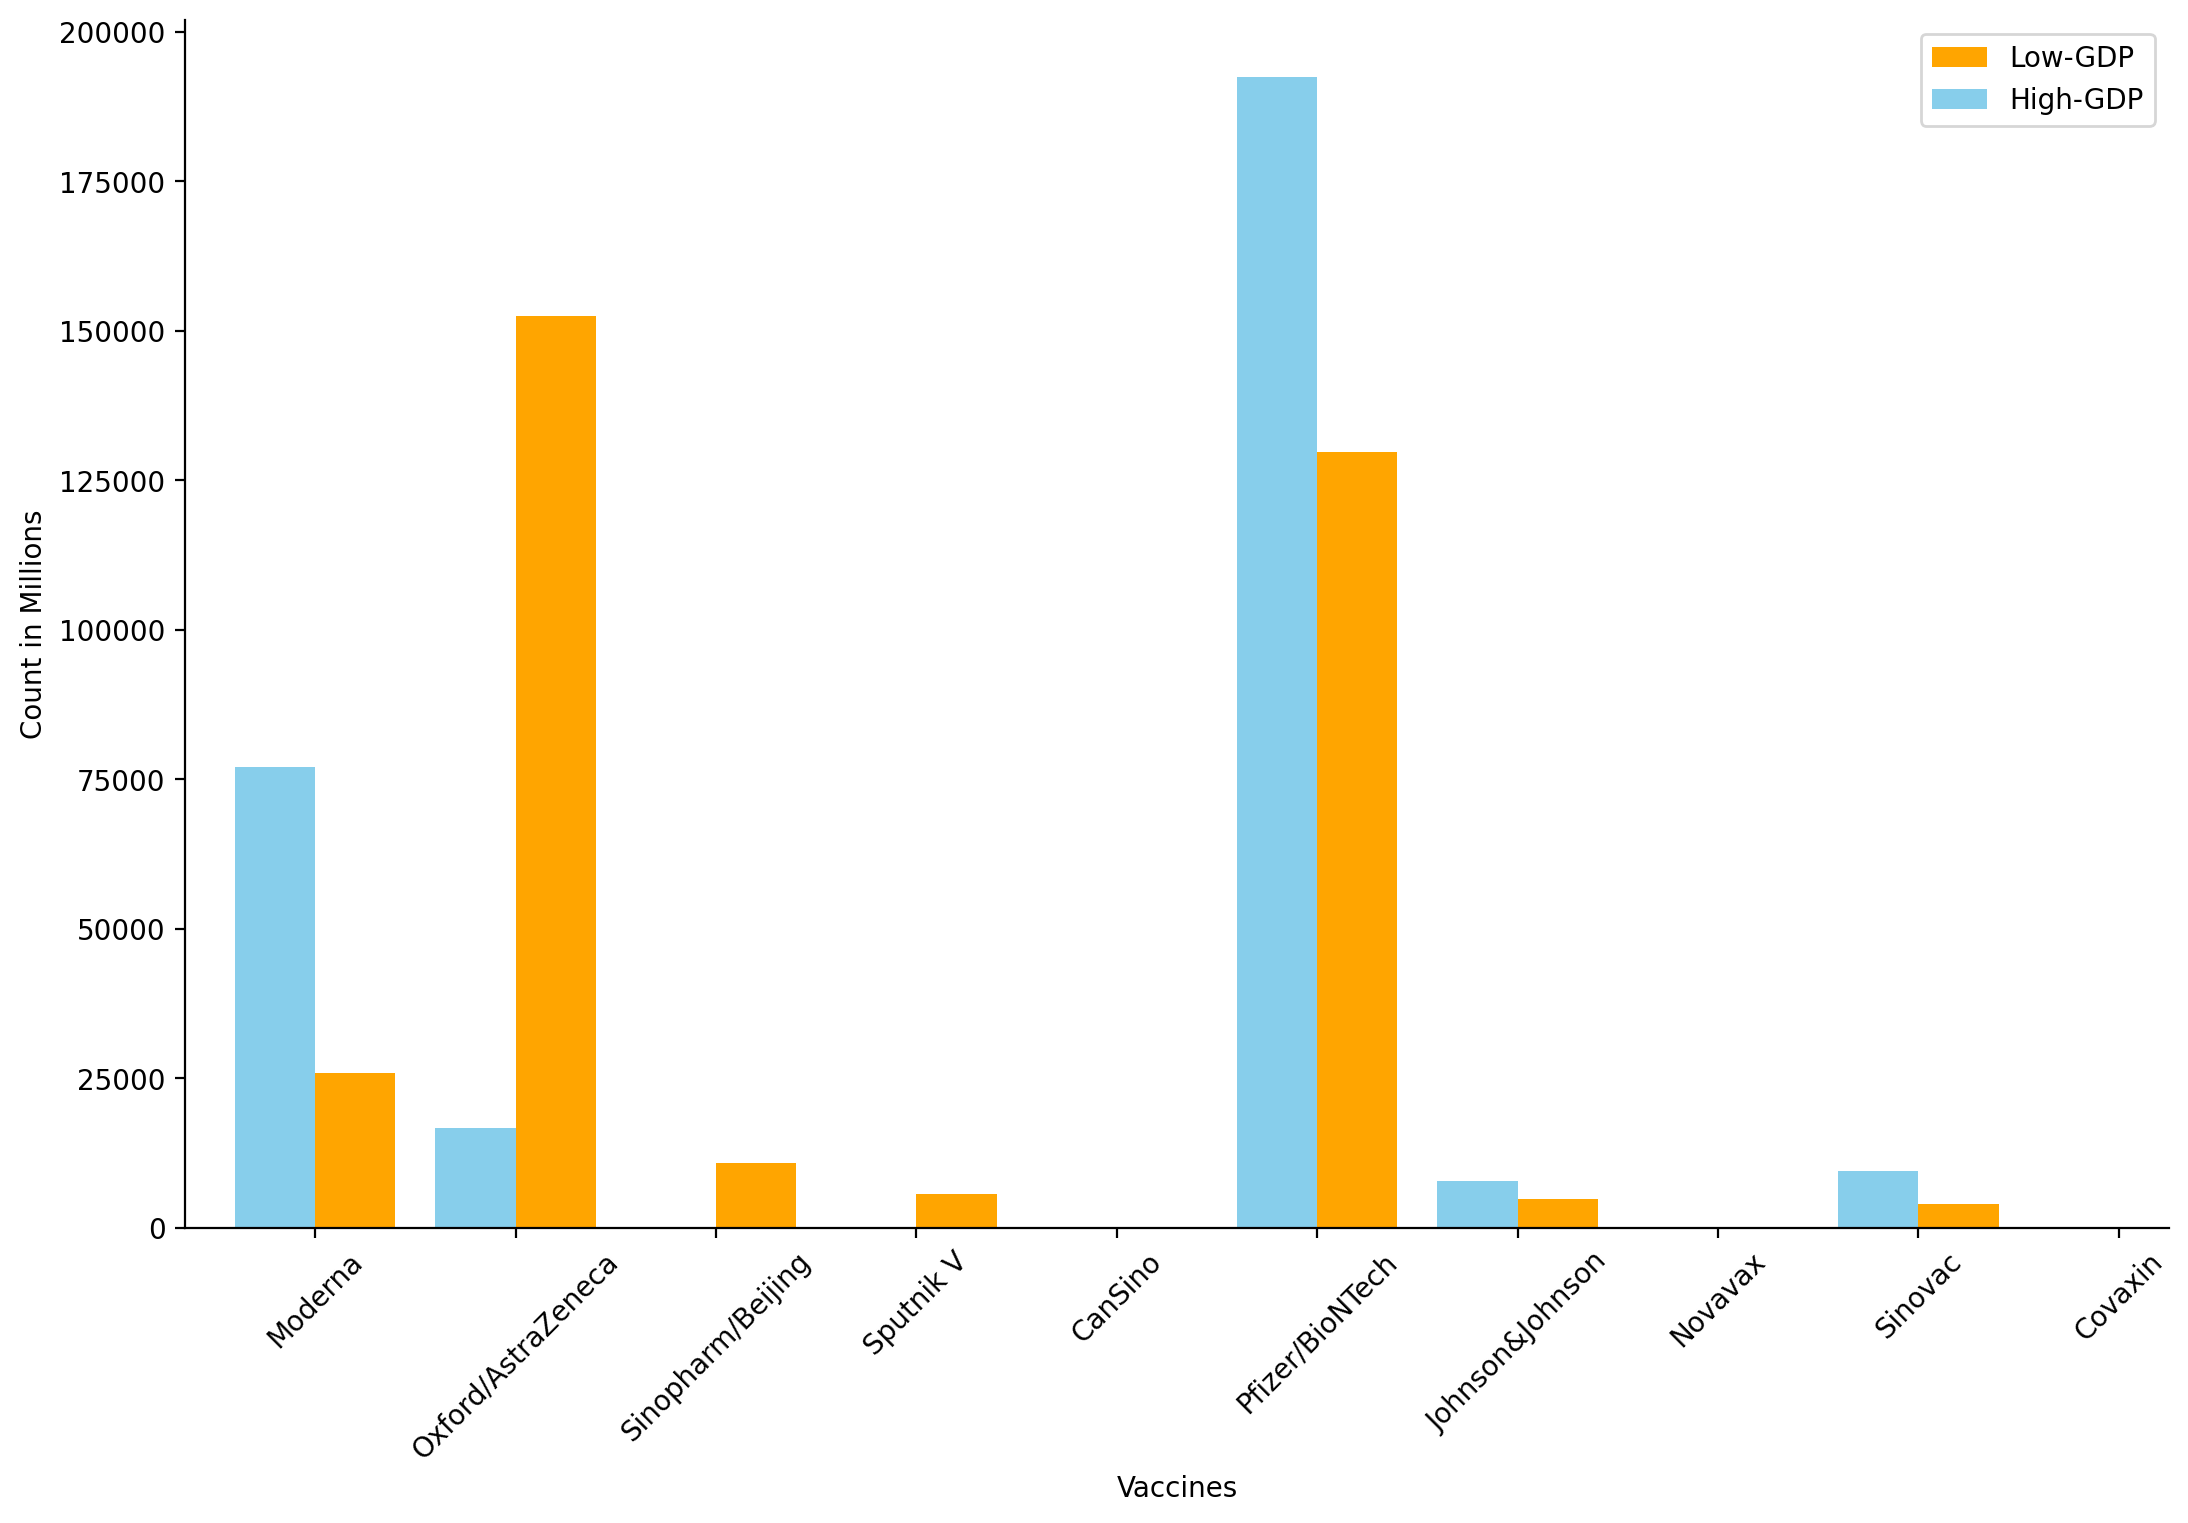 200000
175000
150000
125000
100000
75000
50000
25000
0
Count in Millions
Low-GDP
High-GDP
Moderna
Oxford/AstraZeneca
Sinopharm/Beijing
Sputnik V
CanSino
Pfizer/BioNTech
Johnson&Johnson
Novavax
Sinovac
Covaxin
Vaccines